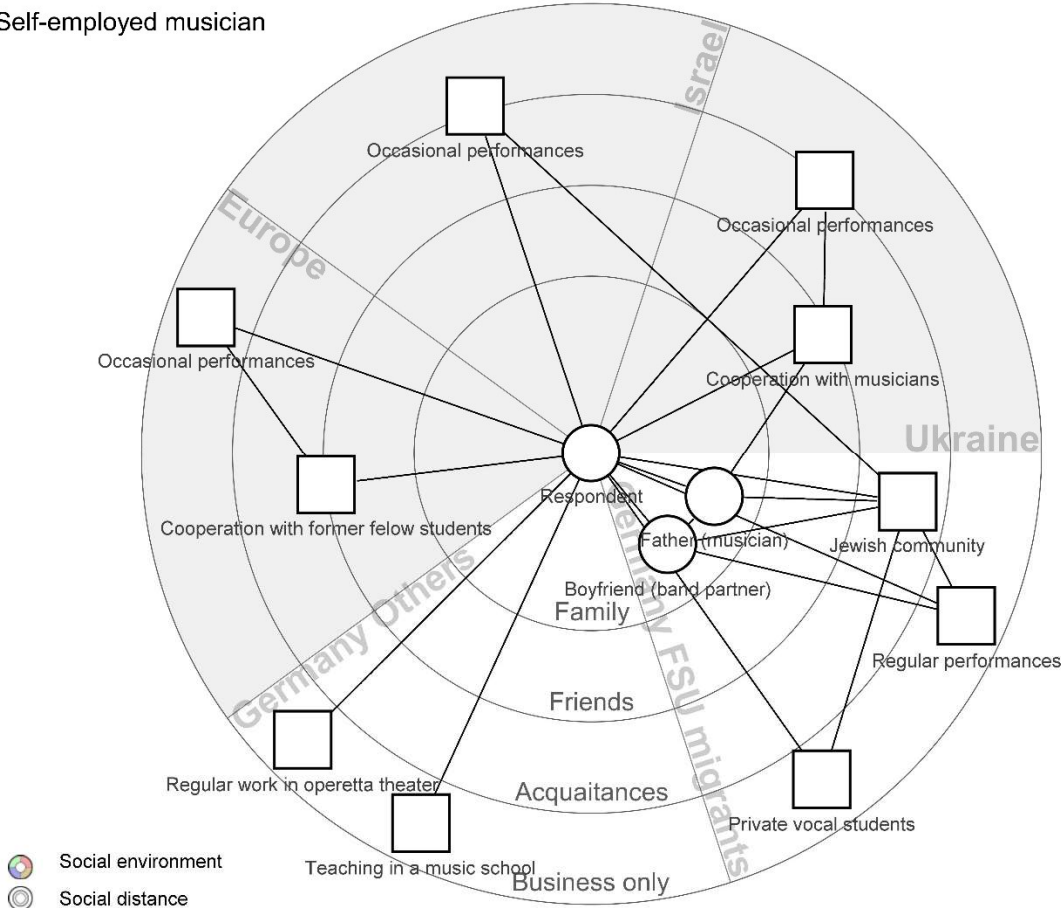 Self-employed musician
Israel
Occasional performances
Occasional performances
Europe
Occasional performances
Cooperation with musicians
Ukraine
Respondent
Cooperation with former felow students
Father (musician)
Jewish community
Germany Others
Germany FSU migrants
Boyfriend (band partner)
Family
Regular performances
Friends
Regular work in operetta theater
Acquaitances
Private vocal students
Teaching in a music school
Business only
Social environment
Social distance